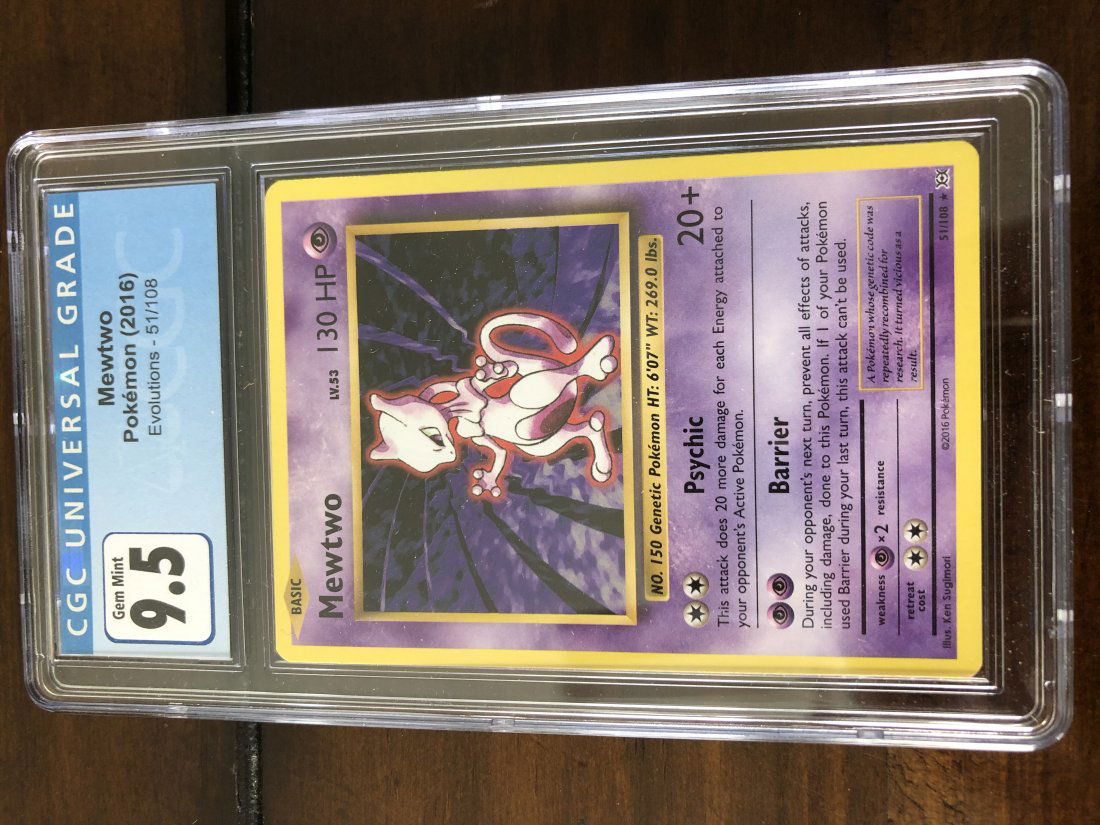 CGC UNIVERSAL GRADE
Gem Mint
9.5
Mewtwo
Pokémon (2016)
Evolutions - 51/108
BASIC
Mewtwo
LV.53
130 HP
NO. 150 Genetic Pokémon HT: 6'07" WT: 269.0 lbs.
Psychic
20+
This attack does 20 more damage for each Energy attached to
your opponent's Active Pokémon.
Barrier
During your opponent's next turn, prevent all effects of attacks,
including damage, done to this Pokémon. If 1 of your Pokémon
used Barrier during your last turn, this attack can't be used.
weakness
×2
resistance
retreat
cost
A Pokémon whose genetic code was
repeatedly recombined for
research. It turned vicious as a
result.
Illus. Ken Sugimori
©2016 Pokémon
51/108